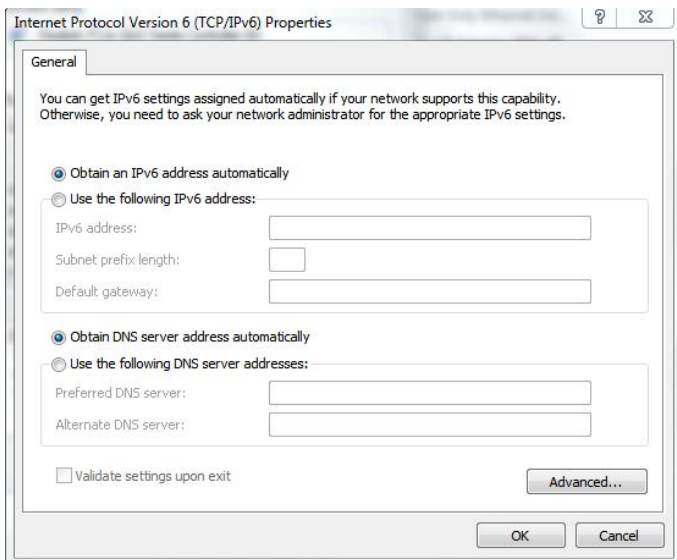 Internet Protocol Version 6 (TCP/IPv6) Properties
?
General
You can get IPv6 settings assigned automatically if your network supports this capability.
Otherwise, you need to ask your network administrator for the appropriate IPv6 settings.
Obtain an IPv6 address automatically
Use the following IPv6 address:
IPv6 address:
Subnet prefix length:
Default gateway:
Obtain DNS server address automatically
Use the following DNS server addresses:
Preferred DNS server:
Alternate DNS server:
Validate settings upon exit
Advanced...
OK Cancel